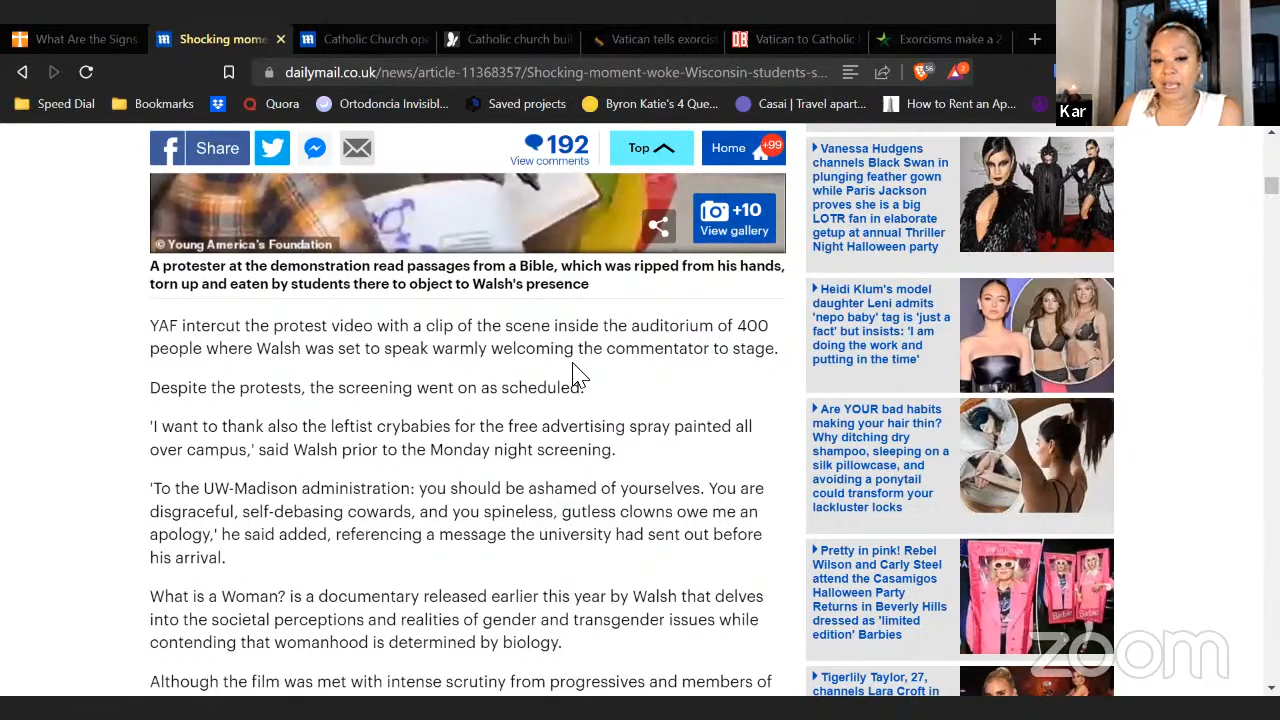 What Are the Signs
Shocking mome
Catholic Church ope
Catholic church buil
Vatican tells exorcist
Vatican to Catholic
Exorcisms make a 2
dailymail.co.uk/news/article-11368357/Shocking-moment-woke-Wisconsin-students-s...
56
2
Speed Dial
Bookmarks
Quora
Ortodoncia Invisibl...
Saved projects
Byron Katie's 4 Que...
Casai | Travel apart...
How to Rent an Ap...
Kar
Share
192
View comments
Top
Home
+99
+10
View gallery
© Young America's Foundation
A protester at the demonstration read passages from a Bible, which was ripped from his hands,
torn up and eaten by students there to object to Walsh's presence
YAF intercut the protest video with a clip of the scene inside the auditorium of 400
people where Walsh was set to speak warmly welcoming the commentator to stage.
Despite the protests, the screening went on as scheduled.
'I want to thank also the leftist crybabies for the free advertising spray painted all
over campus,' said Walsh prior to the Monday night screening.
'To the UW-Madison administration: you should be ashamed of yourselves. You are
disgraceful, self-debasing cowards, and you spineless, gutless clowns owe me an
apology,' he said added, referencing a message the university had sent out before
his arrival.
What is a Woman? is a documentary released earlier this year by Walsh that delves
into the societal perceptions and realities of gender and transgender issues while
contending that womanhood is determined by biology.
Although the film was met with intense scrutiny from progressives and members of
Vanessa Hudgens
channels Black Swan in
plunging feather gown
while Paris Jackson
proves she is a big
LOTR fan in elaborate
getup at annual Thriller
Night Halloween party
Heidi Klum's model
daughter Leni admits
'nepo baby' tag is 'just a
fact' but insists: 'I am
doing the work and
putting in the time'
Are YOUR bad habits
making your hair thin?
Why ditching dry
shampoo, sleeping on a
silk pillowcase, and
avoiding a ponytail
could transform your
lackluster locks
Pretty in pink! Rebel
Wilson and Carly Steel
attend the Casamigos
Halloween Party
Returns in Beverly Hills
dressed as 'limited
edition' Barbies
Tigerlily Taylor, 27,
channels Lara Croft in
zoom